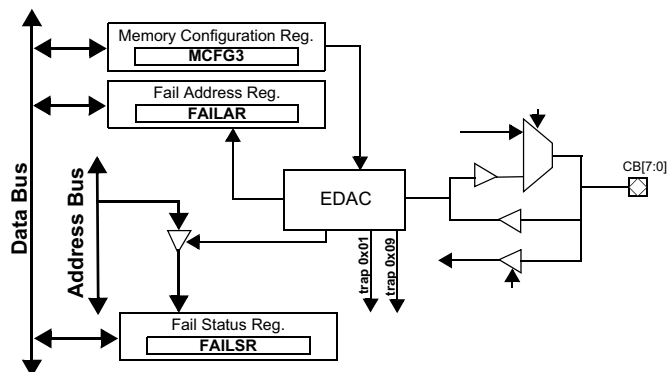 Memory Configuration Reg.
MCFG3
Fail Address Reg.
FAILAR
Data Bus
Address Bus
EDAC
CB[7:0]
trap 0x01
trap 0x09
Fail Status Reg.
FAILSR